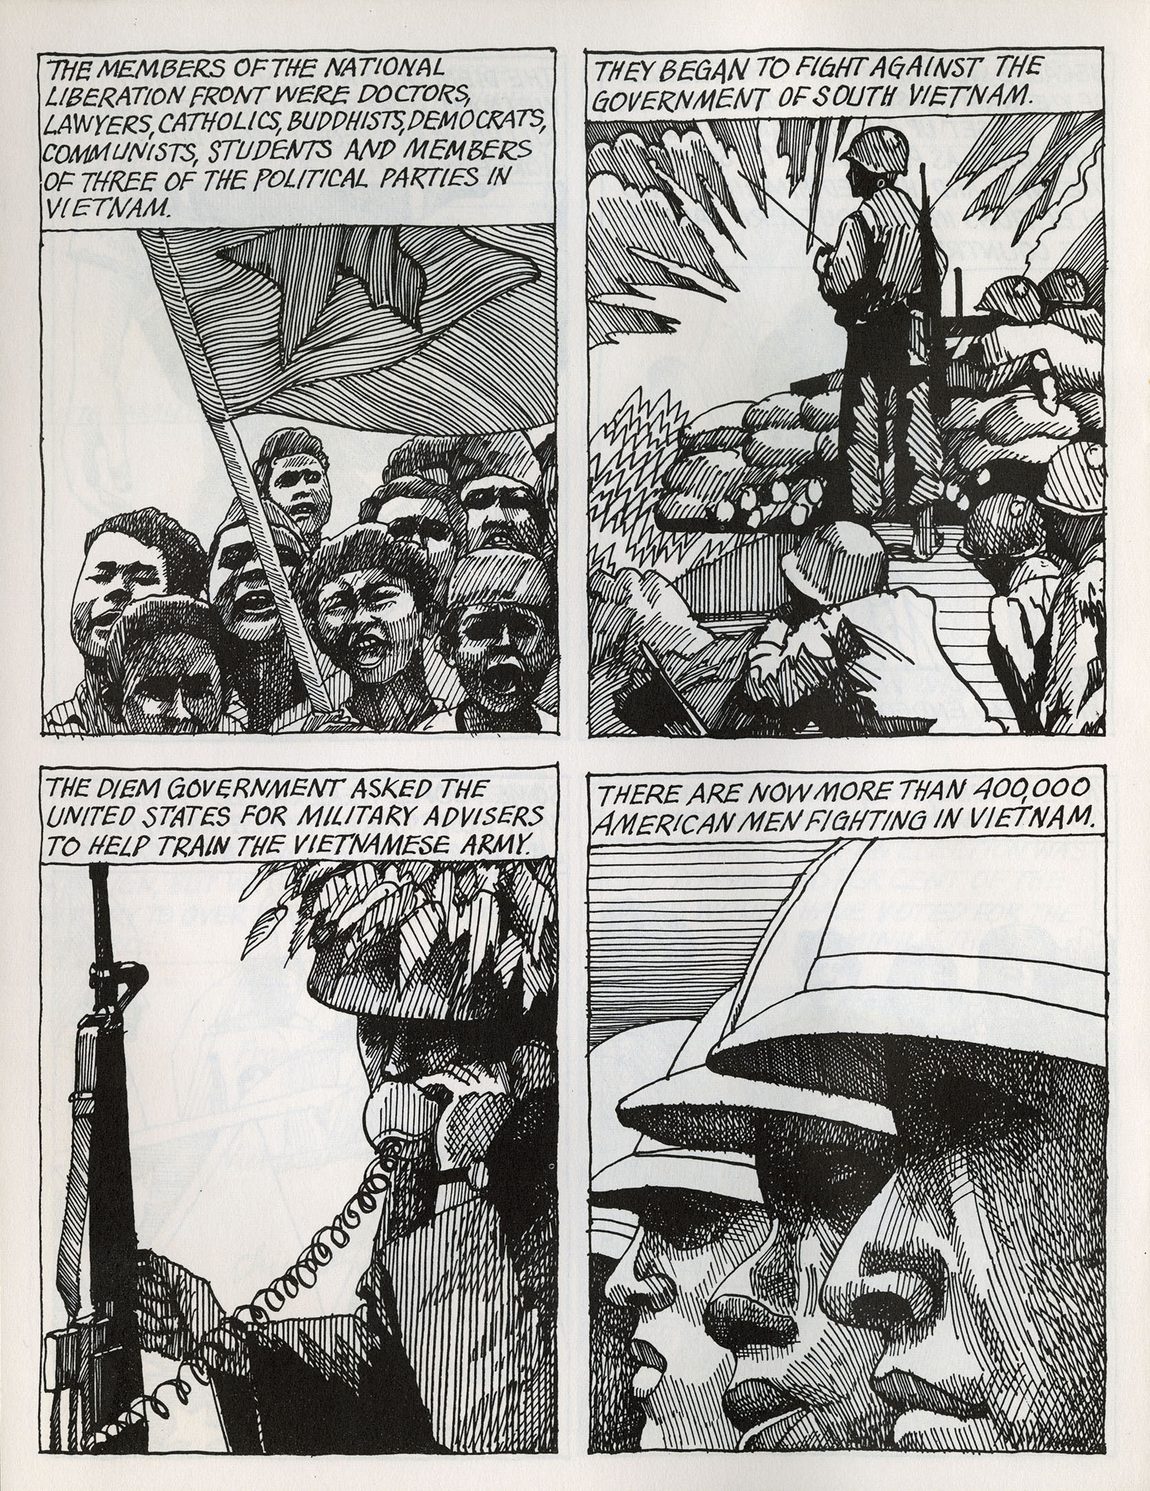 THE MEMBERS OF THE NATIONAL
LIBERATION FRONT WERE DOCTORS,
LAWYERS, CATHOLICS, BUDDHISTS, DEMOCRATS,
COMMUNISTS, STUDENTS AND MEMBERS
OF THREE OF THE POLITICAL PARTIES IN
VIETNAM.
THEY BEGAN TO FIGHT AGAINST THE
GOVERNMENT OF SOUTH VIETNAM.
THE DIEM GOVERNMENT ASKED THE
UNITED STATES FOR MILITARY ADVISERS
TO HELP TRAIN THE VIETNAMESE ARMY.
THERE ARE NOW MORE THAN 400,000
AMERICAN MEN FIGHTING IN VIETNAM.